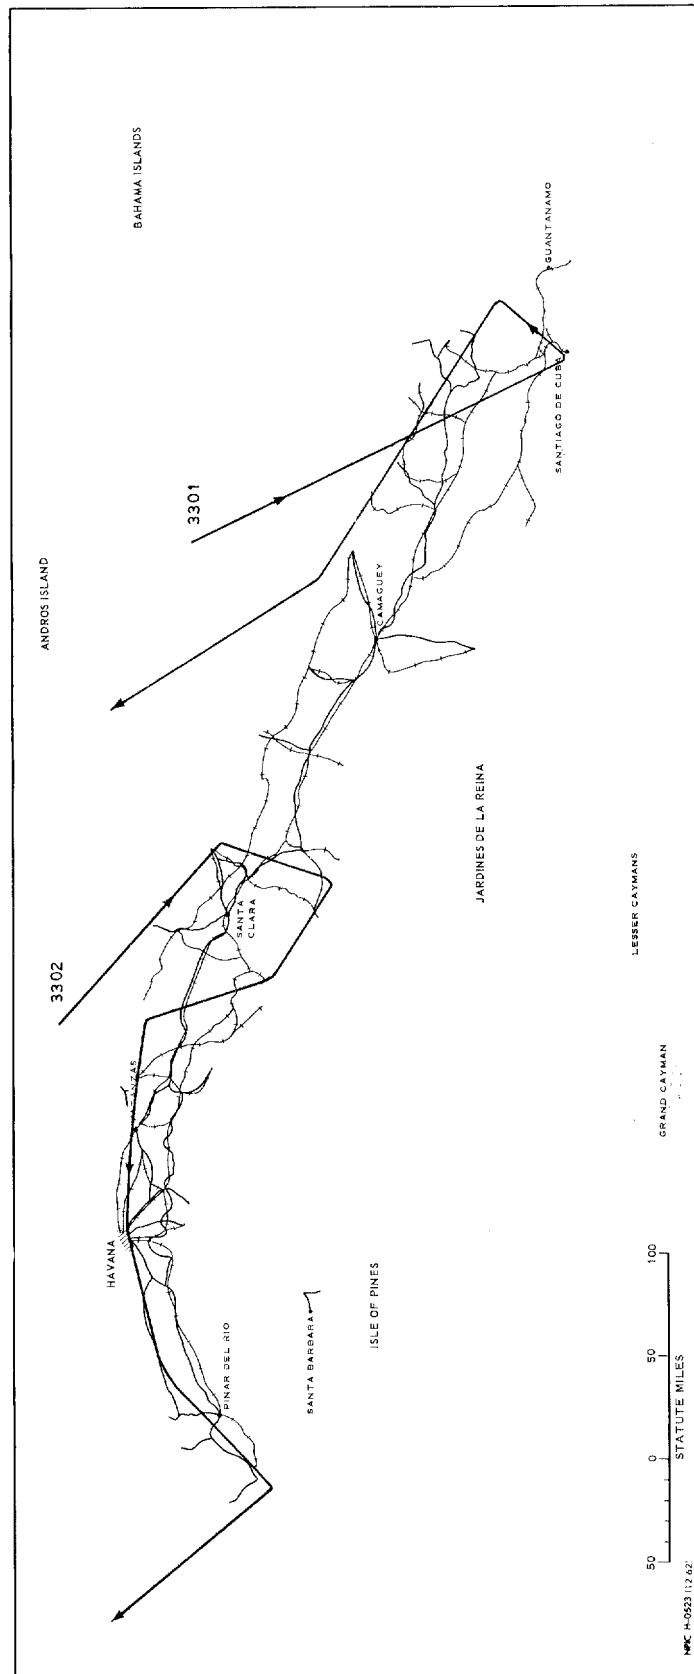 BAHAMA ISLANDS
ANDROS ISLAND
GUANTANAMO
3301
SANTIAGO DE CUBA
CAMAGUEY
3302
SANTA
CLARA
JARDINES DE LA REINA
LESSER CAYMANS
GRAND CAYMAN
HAVANA
PINAR DEL RIO
SANTA BARBARA
ISLE OF PINES
50 0 50 100
STATUTE MILES